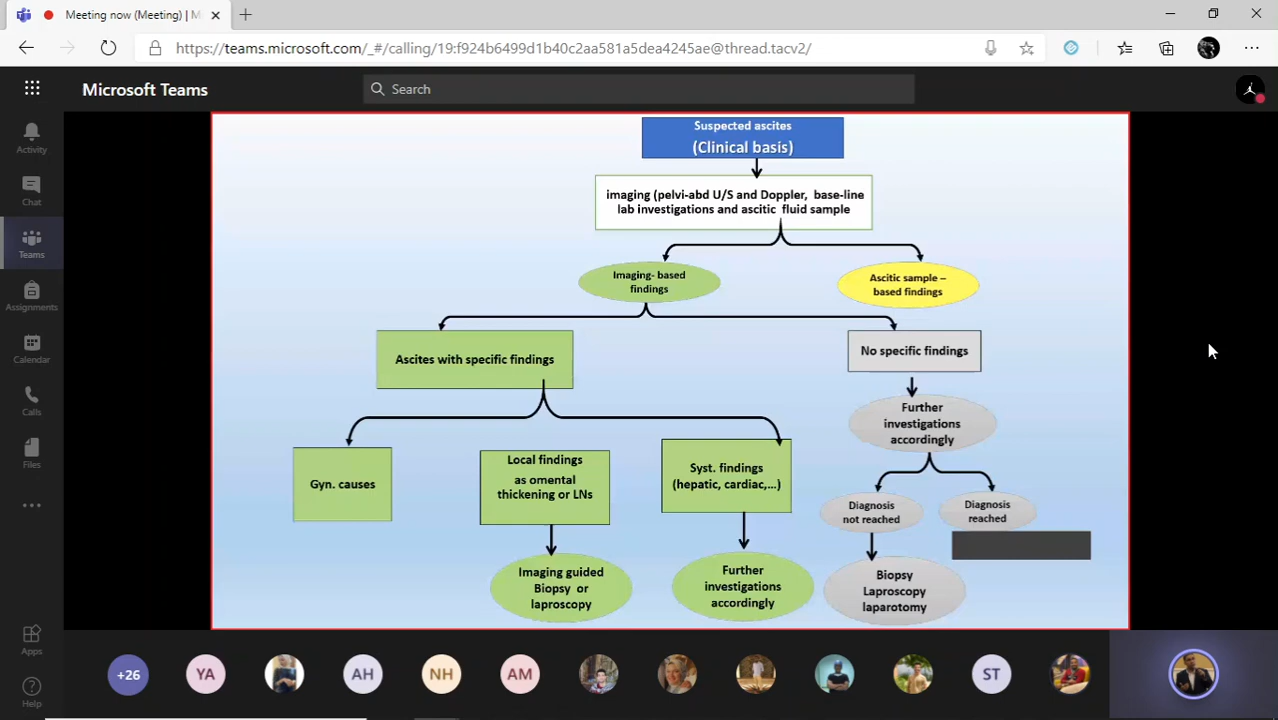 Meeting now (Meeting) | M
https://teams.microsoft.com/_#/calling/19:f924b6499d1b40c2aa581a5dea4245ae@thread.tacv2/
Microsoft Teams
Search
Activity
Chat
Teams
Assignments
Calendar
Calls
Files
Apps
Help
Suspected ascites
(Clinical basis)
imaging (pelvi-abd U/S and Doppler, base-line
lab investigations and ascitic fluid sample
Imaging- based
findings
Ascitic sample –
based findings
Ascites with specific findings
No specific findings
Further
investigations
accordingly
Gyn. causes
Local findings
as omental
thickening or LNs
Syst. findings
(hepatic, cardiac,...)
Diagnosis
not reached
Diagnosis
reached
Imaging guided
Biopsy or
laproscopy
Further
investigations
accordingly
Biopsy
Laproscopy
laparotomy
+26
YA
AH
NH
AM
ST